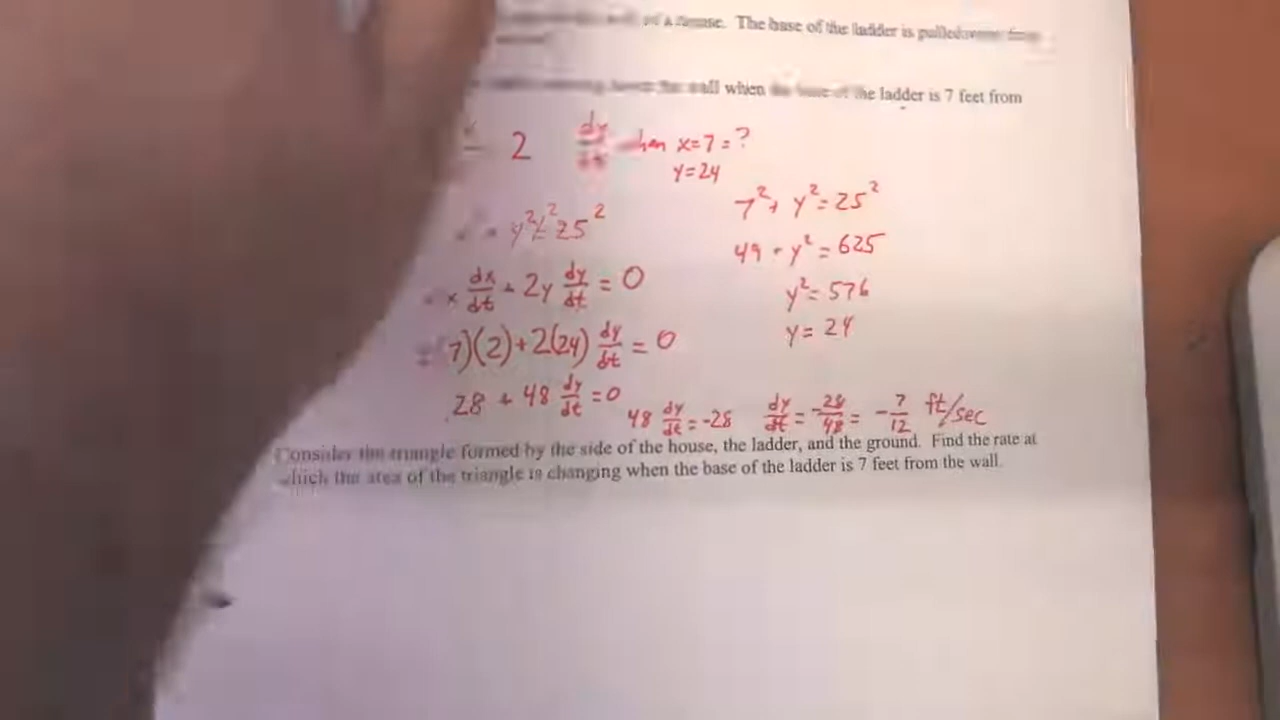 of a house. The base of the ladder is pulled
wall when the base of the ladder is 7 feet from
2 dy/dt when x=7=?
y=24
7² + y² = 25²
y² = 25²
49 + y² = 625
x dx/dt + 2y dy/dt = 0
y² = 576
(7)(2) + 2(24) dy/dt = 0
y = 24
28 + 48 dy/dt = 0
48 dy/dt = -28 dy/dt = -28/48 = -7/12 ft/sec
Consider the triangle formed by the side of the house, the ladder, and the ground. Find the rate at
which the area of the triangle is changing when the base of the ladder is 7 feet from the wall.